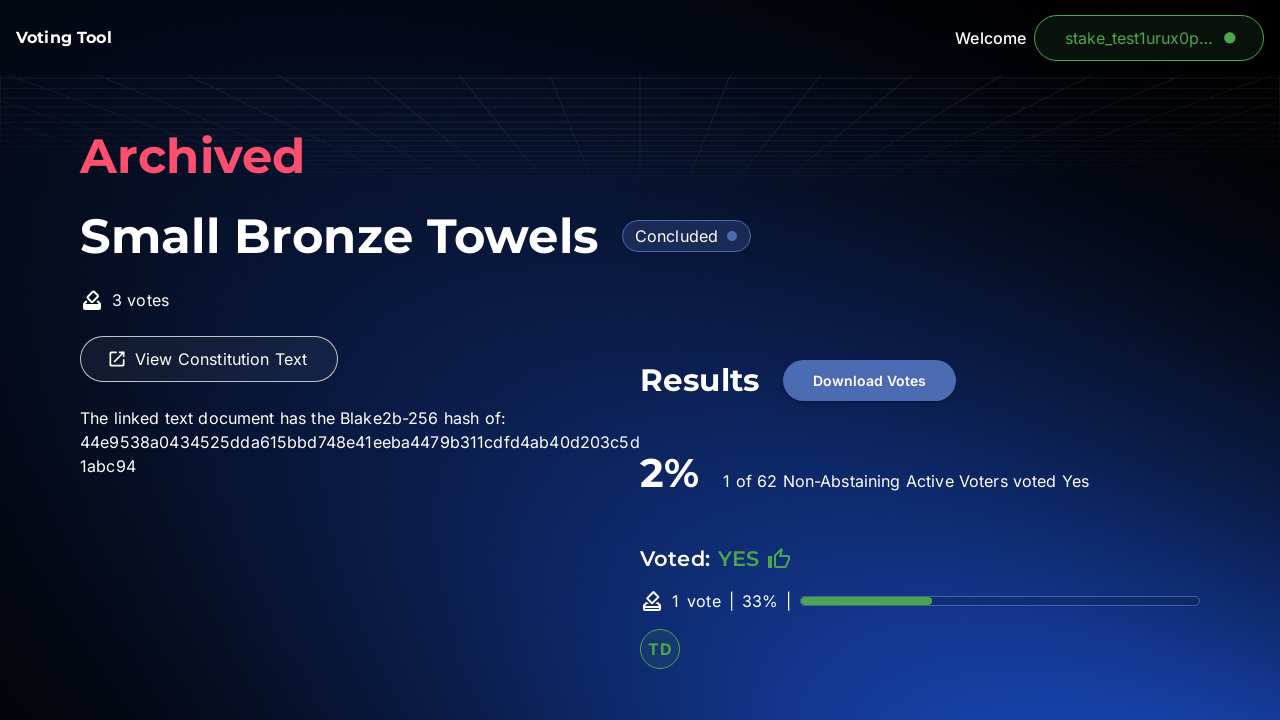 Voting Tool
Welcome
stake_test1urux0p...
Archived
Small Bronze Towels
Concluded
3 votes
View Constitution Text
The linked text document has the Blake2b-256 hash of:
44e9538a0434525dda615bbd748e41eeba4479b311cdfd4ab40d203c5d
1abc94
Results
Download Votes
2%
1 of 62 Non-Abstaining Active Voters voted Yes
Voted: YES
1 vote | 33% |
TD